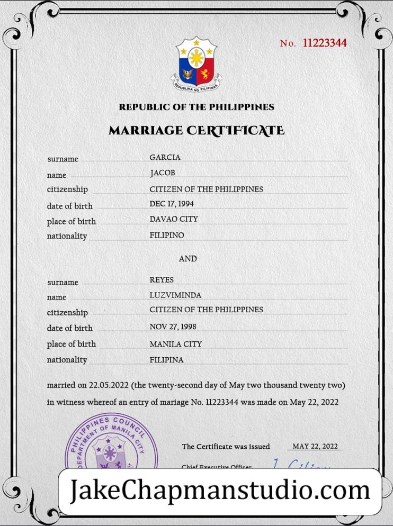 No. 11223344
REPUBLIC OF THE PHILIPPINES
MARRIAGE CERTIFICATE
surname GARCIA
name JACOB
citizenship CITIZEN OF THE PHILIPPINES
date of birth DEC 17, 1994
place of birth DAVAO CITY
nationality FILIPINO
AND
surname REYES
name LUZVIMINDA
citizenship CITIZEN OF THE PHILIPPINES
date of birth NOV 27, 1998
place of birth MANILA CITY
nationality FILIPINA
married on 22.05.2022 (the twenty-second day of May two thousand twenty two)
in witness whereof an entry of mariage No. 11223344 was made on May 22, 2022
PHILIPPINES COUNCIL
DEPARTMENT OF MANILA CITY
The Certificate was issued MAY 22, 2022
Chief Executive Officer
JakeChapmanstudio.com